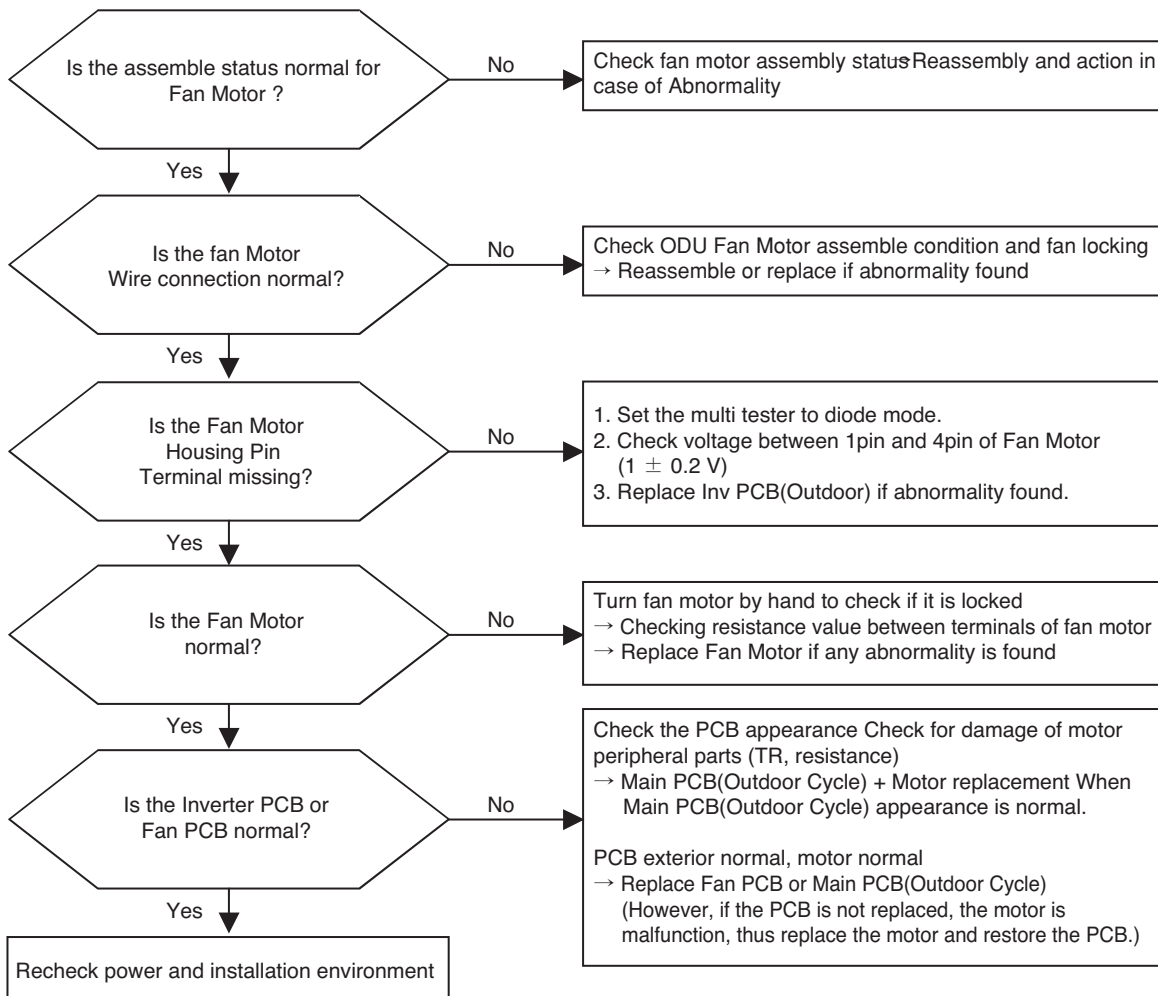 Is the assemble status normal for
Fan Motor ?
No
Check fan motor assembly status→Reassembly and action in
case of Abnormality
Yes
Is the fan Motor
Wire connection normal?
No
Check ODU Fan Motor assemble condition and fan locking
→ Reassemble or replace if abnormality found
Yes
Is the Fan Motor
Housing Pin
Terminal missing?
No
1. Set the multi tester to diode mode.
2. Check voltage between 1pin and 4pin of Fan Motor
(1 ± 0.2 V)
3. Replace Inv PCB(Outdoor) if abnormality found.
Yes
Is the Fan Motor
normal?
No
Turn fan motor by hand to check if it is locked
→ Checking resistance value between terminals of fan motor
→ Replace Fan Motor if any abnormality is found
Yes
Is the Inverter PCB or
Fan PCB normal?
No
Check the PCB appearance Check for damage of motor
peripheral parts (TR, resistance)
→ Main PCB(Outdoor Cycle) + Motor replacement When
Main PCB(Outdoor Cycle) appearance is normal.
PCB exterior normal, motor normal
→ Replace Fan PCB or Main PCB(Outdoor Cycle)
(However, if the PCB is not replaced, the motor is
malfunction, thus replace the motor and restore the PCB.)
Yes
Recheck power and installation environment